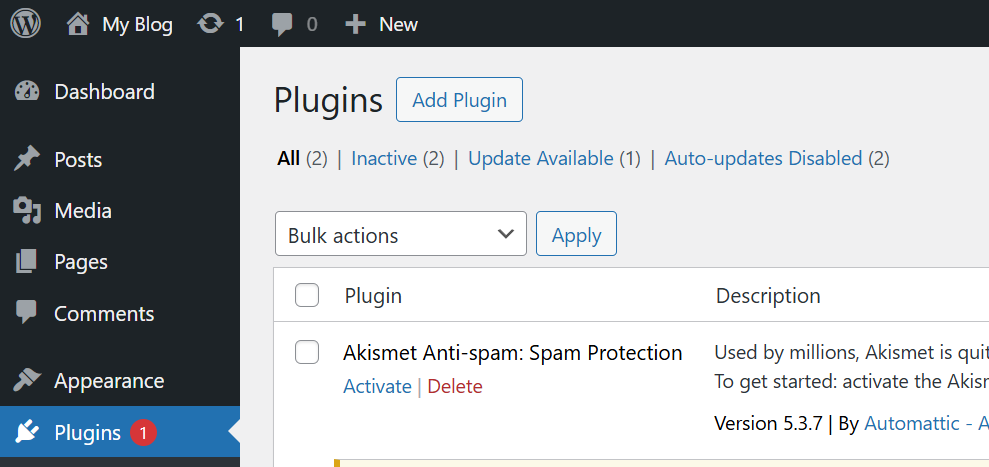 My Blog 1 0 New
Dashboard
Posts
Media
Pages
Comments
Appearance
Plugins 1
Plugins Add Plugin
All (2) | Inactive (2) | Update Available (1) | Auto-updates Disabled (2)
Bulk actions Apply
Plugin Description
Akismet Anti-spam: Spam Protection Used by millions, Akismet is quit
Activate | Delete To get started: activate the Akism
Version 5.3.7 | By Automattic - A